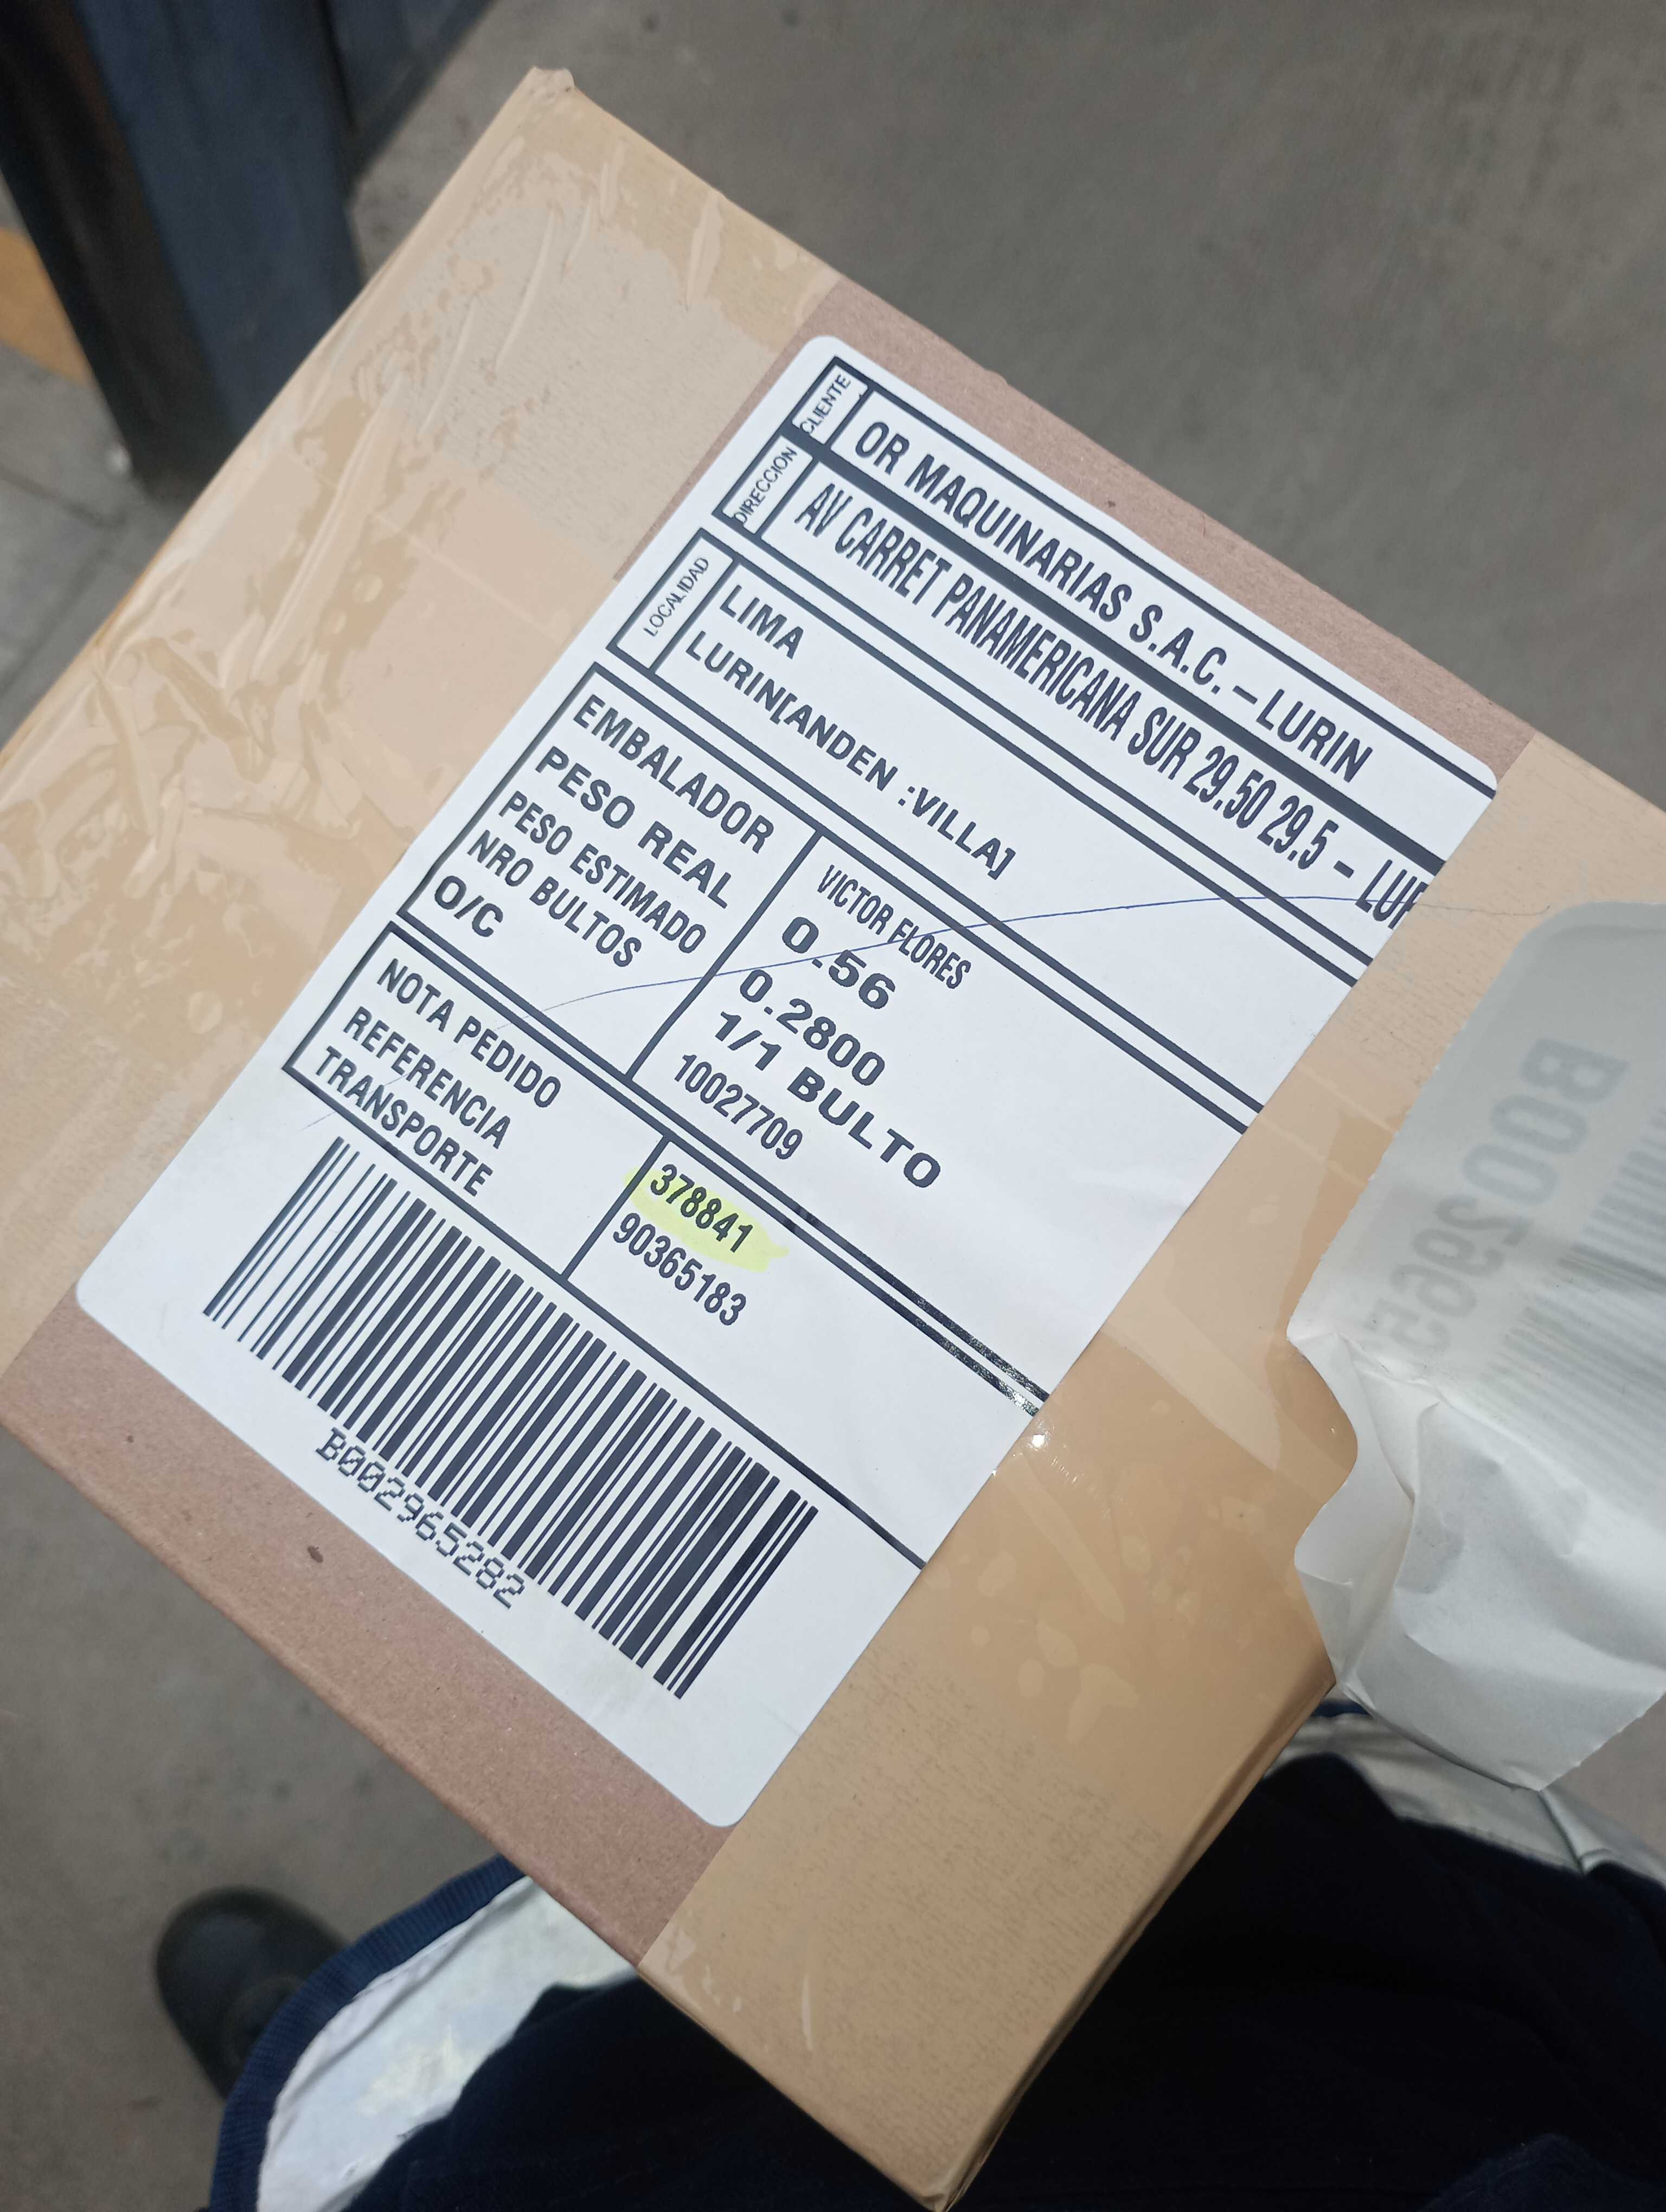 CLIENTE OR MAQUINARIAS S.A.C. - LURIN
DIRECCION AV CARRET PANAMERICANA SUR 29.50 29.5 - LUR
LOCALIDAD LIMA
LURIN[ANDEN :VILLA]
EMBALADOR VICTOR FLORES
PESO REAL 0.56
PESO ESTIMADO 0.2800
NRO BULTOS 1/1 BULTO
O/C 10027709
NOTA PEDIDO 378841
REFERENCIA 90365183
TRANSPORTE
B002965282